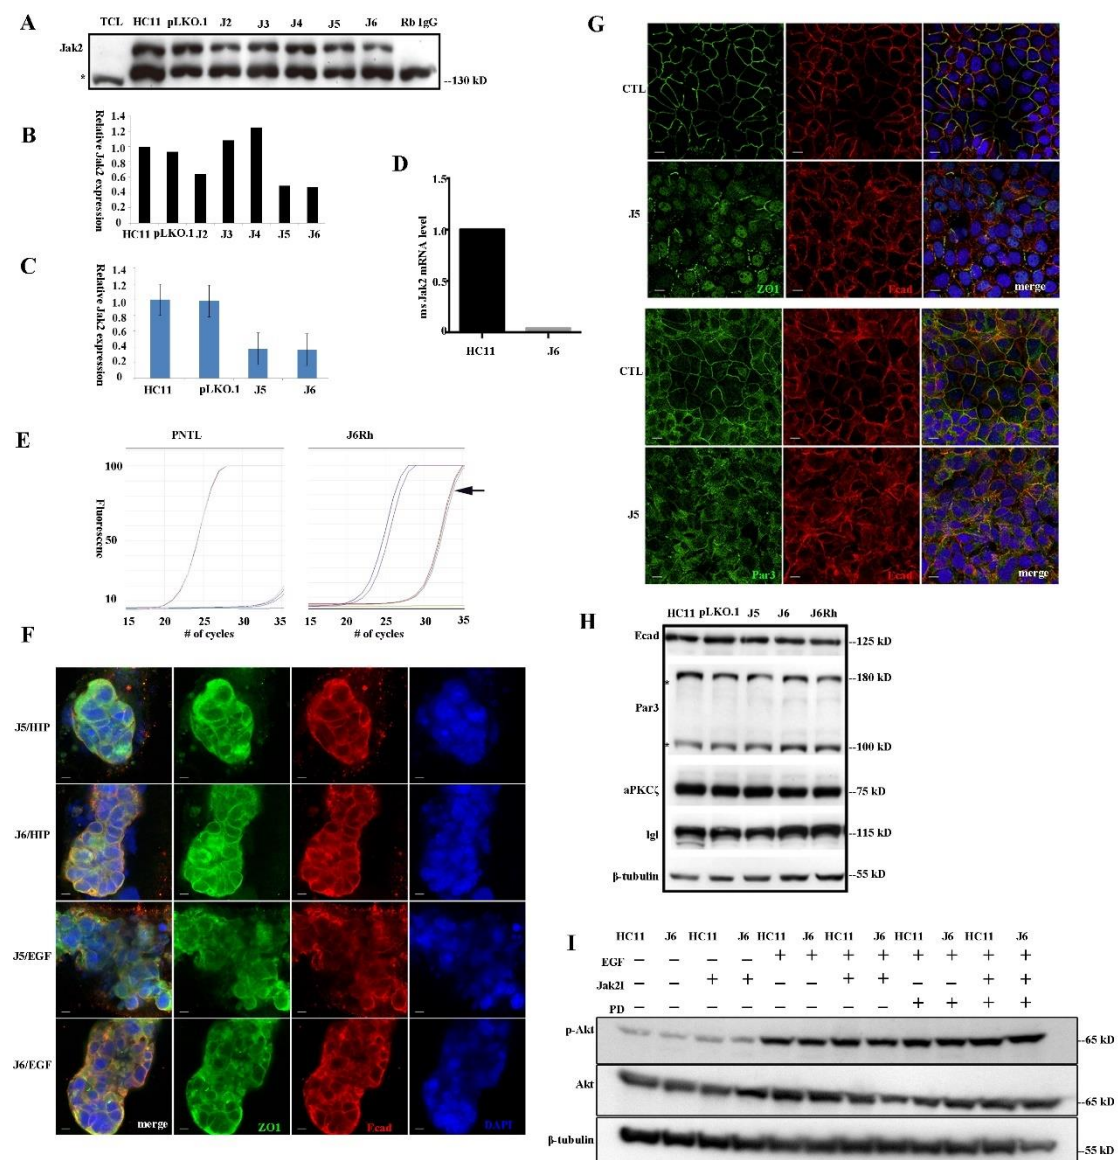 A
TCL HC11 pLKO.1 J2 J3 J4 J5 J6 Rb IgG
Jak2
*
--130 kD
B
Relative Jak2 expression
1.4
1.2
1.0
0.8
0.6
0.4
0.2
0.0
HC11 pLKO.1 J2 J3 J4 J5 J6
C
Relative Jak2 expression
1.4
1.2
1.0
0.8
0.6
0.4
0.2
0
HC11 pLKO.1 J5 J6
D
ms Jak2 mRNA level
1.5
1.0
0.5
0
HC11 J6
E
PNTL J6Rh
Fluorescene
100
50
10
15 20 25 30 35 15 20 25 30 35
# of cycles # of cycles
F
J5/HIP
J6/HIP
J5/EGF
J6/EGF
merge ZO1 Ecad DAPI
G
CTL
J5
ZO1 Ecad merge
CTL
J5
Par3 Ecad merge
H
HC11 pLKO.1 J5 J6 J6Rh
Ecad --125 kD
* --180 kD
Par3
* --100 kD
aPKCζ --75 kD
lgl --115 kD
β-tubulin --55 kD
I
HC11 J6 HC11 J6 HC11 J6 HC11 J6 HC11 J6 HC11 J6
EGF – – – – + + + + + + + +
Jak2I – – + + – – + + – – + +
PD – – – – – – – – + + + +
p-Akt --65 kD
Akt --65 kD
β-tubulin --55 kD